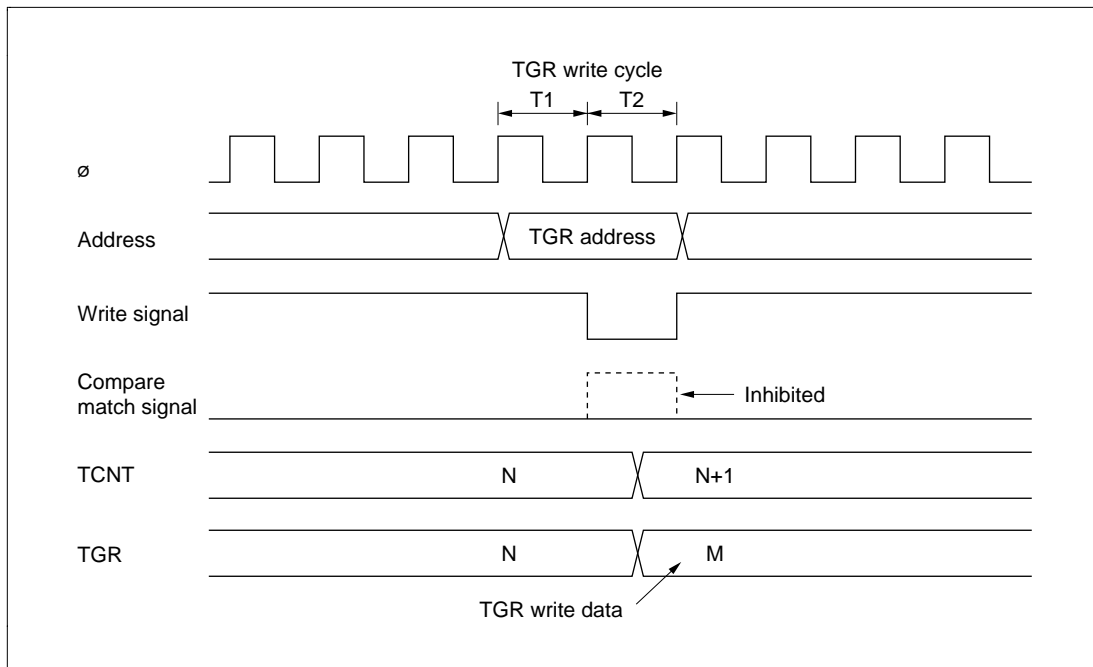 TGR write cycle
T1 T2
ø
Address TGR address
Write signal
Compare
match signal Inhibited
TCNT N N+1
TGR N M
TGR write data